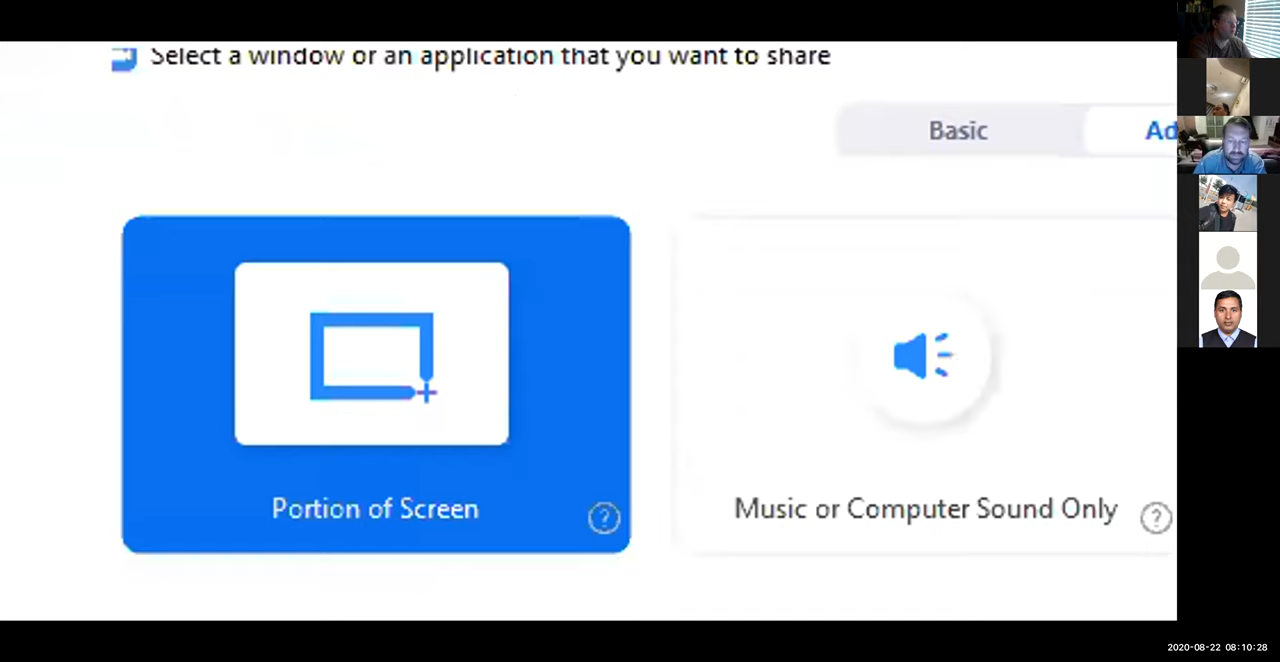 Select a window or an application that you want to share
Basic
Ad
Portion of Screen
?
Music or Computer Sound Only
?
2020-08-22 08:10:28